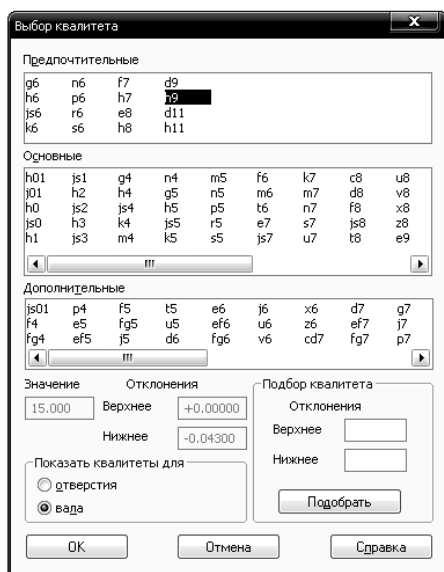 Выбор квалитета
x
Предпочтительные
g6 n6 f7 d9
h6 p6 h7 h9
js6 r6 e8 d11
k6 s6 h8 h11
Основные
h01 js1 g4 n4 m5 f6 k7 c8 u8
j01 h2 h4 g5 n5 m6 m7 d8 v8
h0 js2 js4 h5 p5 t6 n7 f8 x8
js0 h3 k4 js5 r5 e7 s7 js8 z8
h1 js3 m4 k5 s5 js7 u7 t8 e9
Дополнительные
js01 p4 f5 t5 e6 j6 x6 d7 g7
f4 e5 fg5 u5 ef6 u6 z6 ef7 j7
fg4 ef5 j5 d6 fg6 v6 cd7 fg7 p7
Значение Отклонения
15.000 Верхнее +0.00000
Нижнее -0.04300
Подбор квалитета
Отклонения
Верхнее
Нижнее
Подобрать
Показать квалитеты для
отверстия
вала
OK Отмена Справка